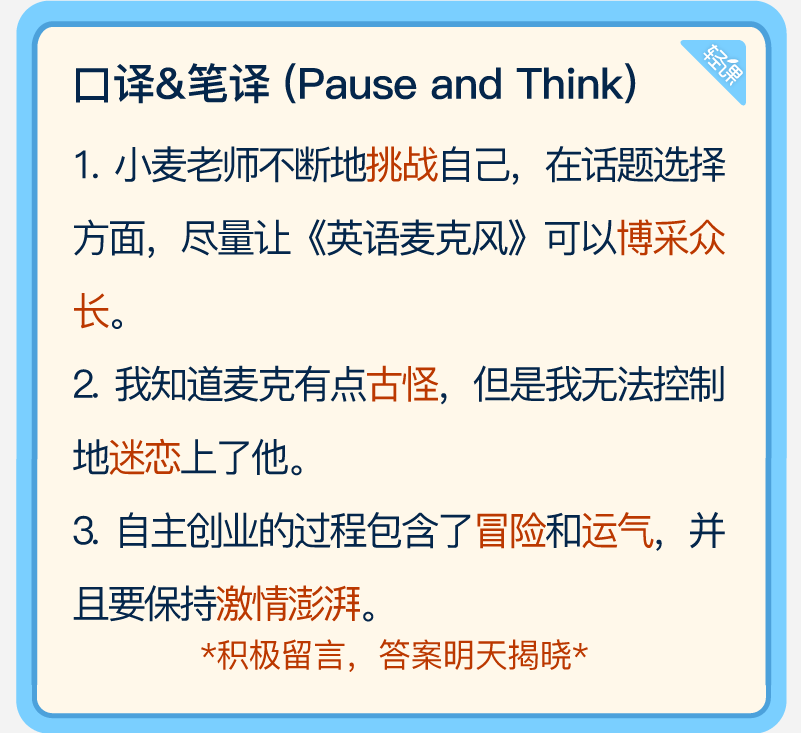 轻课
口译&笔译 (Pause and Think)
1. 小麦老师不断地挑战自己，在话题选择
方面，尽量让《英语麦克风》可以博采众
长。
2. 我知道麦克有点古怪，但是我无法控制
地迷恋上了他。
3. 自主创业的过程包含了冒险和运气，并
且要保持激情澎湃。
*积极留言，答案明天揭晓*